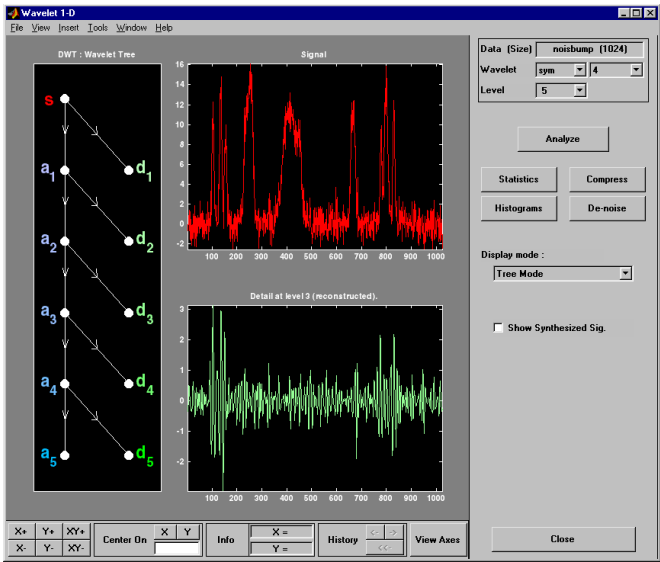 Wavelet 1-D
File View Insert Tools Window Help
DWT : Wavelet Tree
s
a1 d1
a2 d2
a3 d3
a4 d4
a5 d5
Signal
16
14
12
10
8
6
4
2
0
-2
100 200 300 400 500 600 700 800 900 1000
Detail at level 3 (reconstructed).
3
2
1
0
-1
-2
100 200 300 400 500 600 700 800 900 1000
Data (Size) noisbump (1024)
Wavelet sym 4
Level 5
Analyze
Statistics Compress
Histograms De-noise
Display mode :
Tree Mode
Show Synthesized Sig.
X+ Y+ XY+
X- Y- XY-
Center On X Y
Info X =
Y =
History <- ->
<<-
View Axes
Close